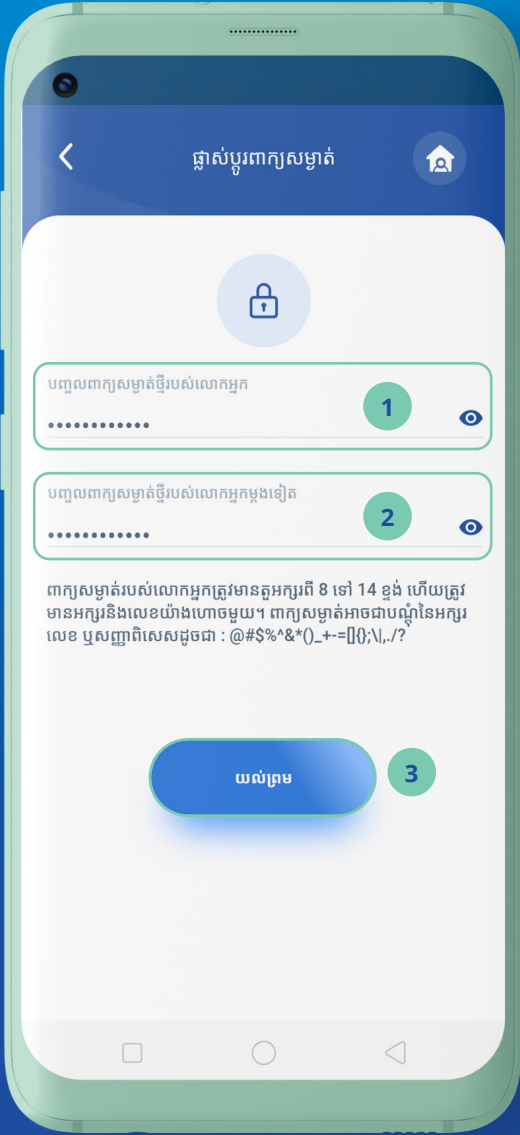 ផ្លាស់ប្តូរពាក្យសម្ងាត់
បញ្ចូលពាក្យសម្ងាត់ថ្មីរបស់លោកអ្នក
1
••••••••••••
បញ្ចូលពាក្យសម្ងាត់ថ្មីរបស់លោកអ្នកម្តងទៀត
2
••••••••••••
ពាក្យសម្ងាត់របស់លោកអ្នកត្រូវមានតួអក្សរពី 8 ទៅ 14 ខ្ទង់ ហើយត្រូវ
មានអក្សរនិងលេខយ៉ាងហោចមួយ។ ពាក្យសម្ងាត់អាចជាបណ្តុំនៃអក្សរ
លេខ ឬសញ្ញាពិសេសដូចជា : @#$%^&*()_+-=[]{};\|,./?
យល់ព្រម
3